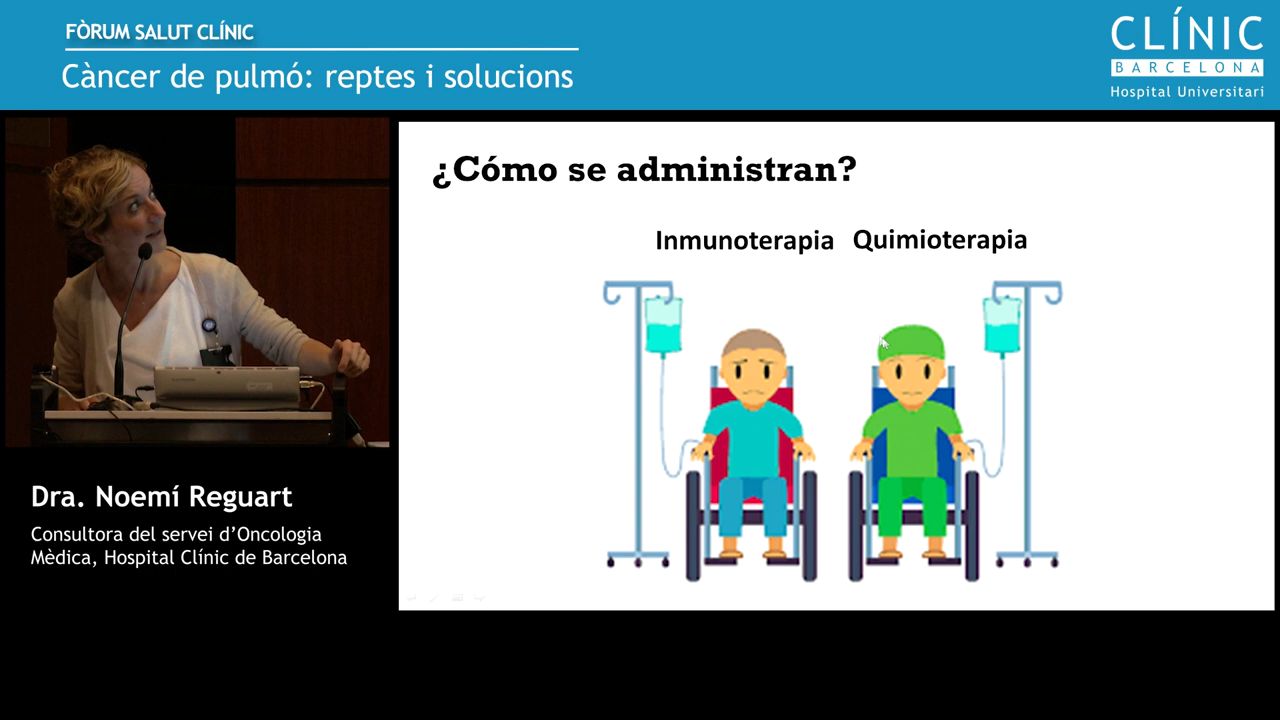 FÒRUM SALUT CLÍNIC
Càncer de pulmó: reptes i solucions
CLÍNIC
BARCELONA
Hospital Universitari
¿Cómo se administran?
Inmunoterapia Quimioterapia
Dra. Noemí Reguart
Consultora del servei d’Oncologia
Mèdica, Hospital Clínic de Barcelona